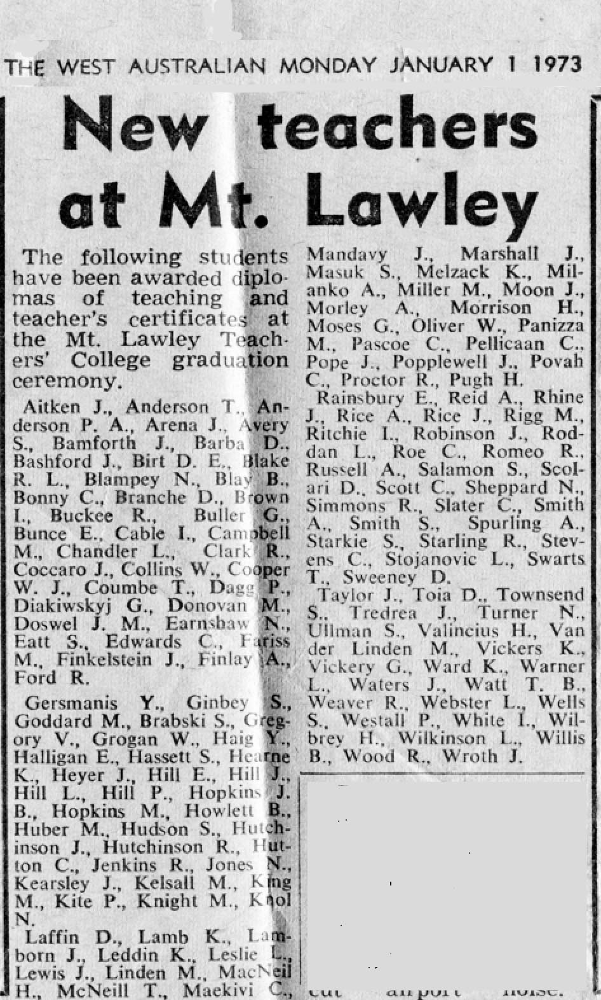 THE WEST AUSTRALIAN MONDAY JANUARY 1 1973
New teachers
at Mt. Lawley
The following students
have been awarded diplo-
mas of teaching and
teacher's certificates at
the Mt. Lawley Teach-
ers' College graduation
ceremony.
Aitken J., Anderson T., An-
derson P. A., Arena J., Avery
S., Bamforth J., Barba D.,
Bashford J., Birt D. E., Blake
R. L., Blampey N., Blay B.,
Bonny C., Branche D., Brown
I., Buckee R., Buller G.,
Bunce E., Cable I., Campbell
M., Chandler L., Clark R.,
Coccaro J., Collins W., Cooper
W. J., Coumbe T., Dagg P.,
Diakiwskyj G., Donovan M.,
Doswel J. M., Earnshaw N.,
Eatt S., Edwards C., Fariss
M., Finkelstein J., Finlay A.,
Ford R.
Gersmanis Y., Ginbey S.,
Goddard M., Brabski S., Greg-
ory V., Grogan W., Haig Y.,
Halligan E., Hassett S., Hearne
K., Heyer J., Hill E., Hill J.,
Hill L., Hill P., Hopkins J.
B., Hopkins M., Howlett B.,
Huber M., Hudson S., Hutch-
inson J., Hutchinson R., Hut-
ton C., Jenkins R., Jones N.,
Kearsley J., Kelsall M., King
M., Kite P., Knight M., Knol
N.
Laffin D., Lamb K., Lam-
born J., Leddin K., Leslie L.,
Lewis J., Linden M., MacNeil
H., McNeill T., Maekivi C.,
Mandavy J., Marshall J.,
Masuk S., Melzack K., Mil-
anko A., Miller M., Moon J.,
Morley A., Morrison H.,
Moses G., Oliver W., Panizza
M., Pascoe C., Pellicaan C.,
Pope J., Popplewell J., Povah
C., Proctor R., Pugh H.
Rainsbury E., Reid A., Rhine
J., Rice A., Rice J., Rigg M.,
Ritchie I., Robinson J., Rod-
dan L., Roe C., Romeo R.,
Russell A., Salamon S., Scol-
ari D., Scott C., Sheppard N.,
Simmons R., Slater C., Smith
A., Smith S., Spurling A.,
Starkie S., Starling R., Stev-
ens C., Stojanovic L., Swarts
T., Sweeney D.
Taylor J., Toia D., Townsend
S., Tredrea J., Turner N.,
Ullman S., Valincius H., Van
der Linden M., Vickers K.,
Vickery G., Ward K., Warner
L., Waters J., Watt T. B.,
Weaver R., Webster L., Wells
S., Westall P., White I., Wil-
brey H., Wilkinson L., Willis
B., Wood R., Wroth J.
cut airport noise.